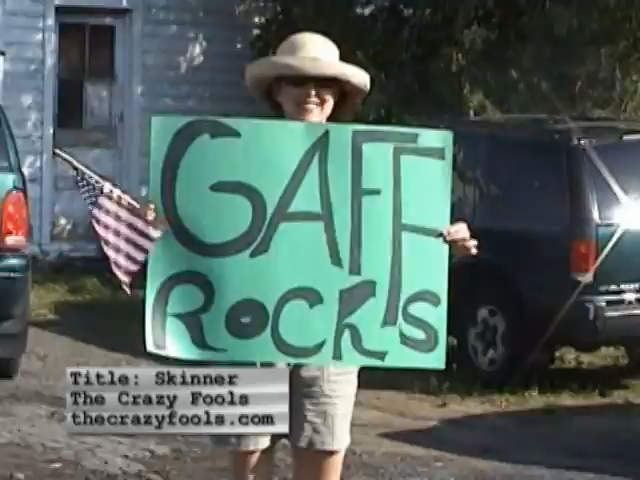 GAFF
ROCKS
Title: Skinner
The Crazy Fools
thecrazyfools.com